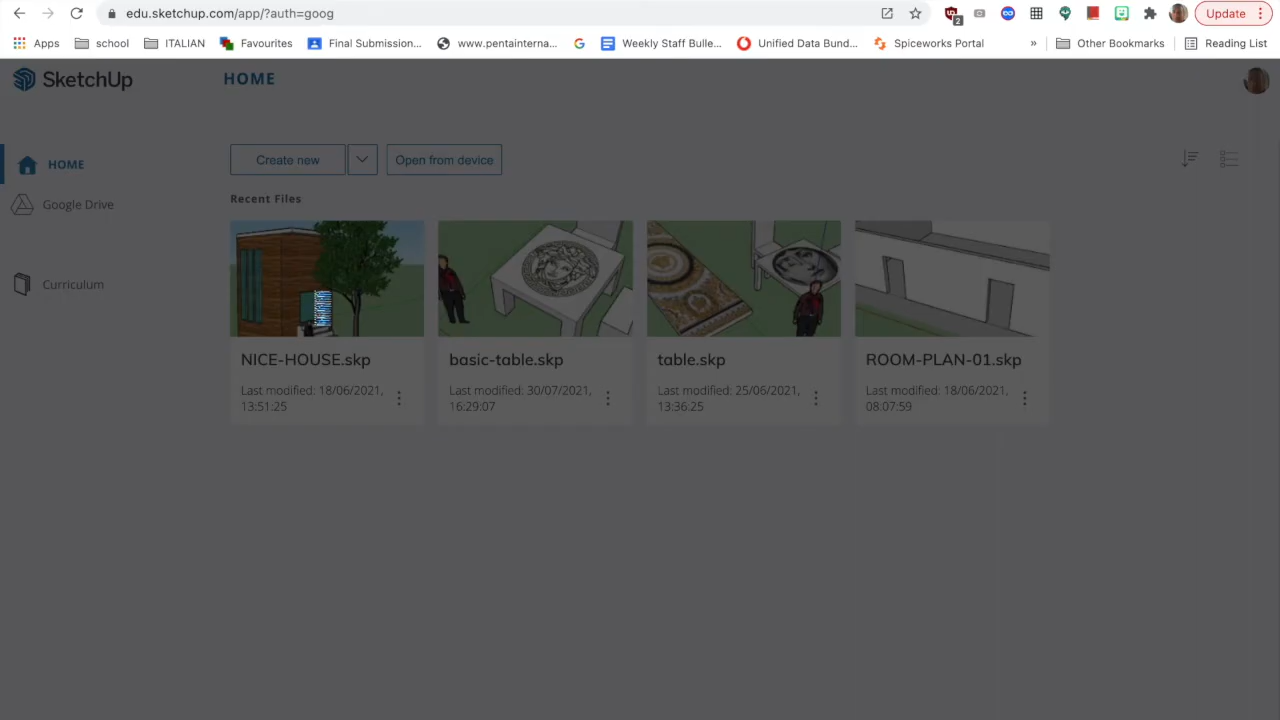 edu.sketchup.com/app/?auth=goog
2
Update
Apps
school
ITALIAN
Favourites
Final Submission...
www.pentainterna...
Weekly Staff Bulle...
Unified Data Bund...
Spiceworks Portal
»
Other Bookmarks
Reading List
SketchUp
HOME
HOME
Google Drive
Curriculum
Create new
Open from device
Recent Files
NICE-HOUSE.skp
Last modified: 18/06/2021,
13:51:25
basic-table.skp
Last modified: 30/07/2021,
16:29:07
table.skp
Last modified: 25/06/2021,
13:36:25
ROOM-PLAN-01.skp
Last modified: 18/06/2021,
08:07:59